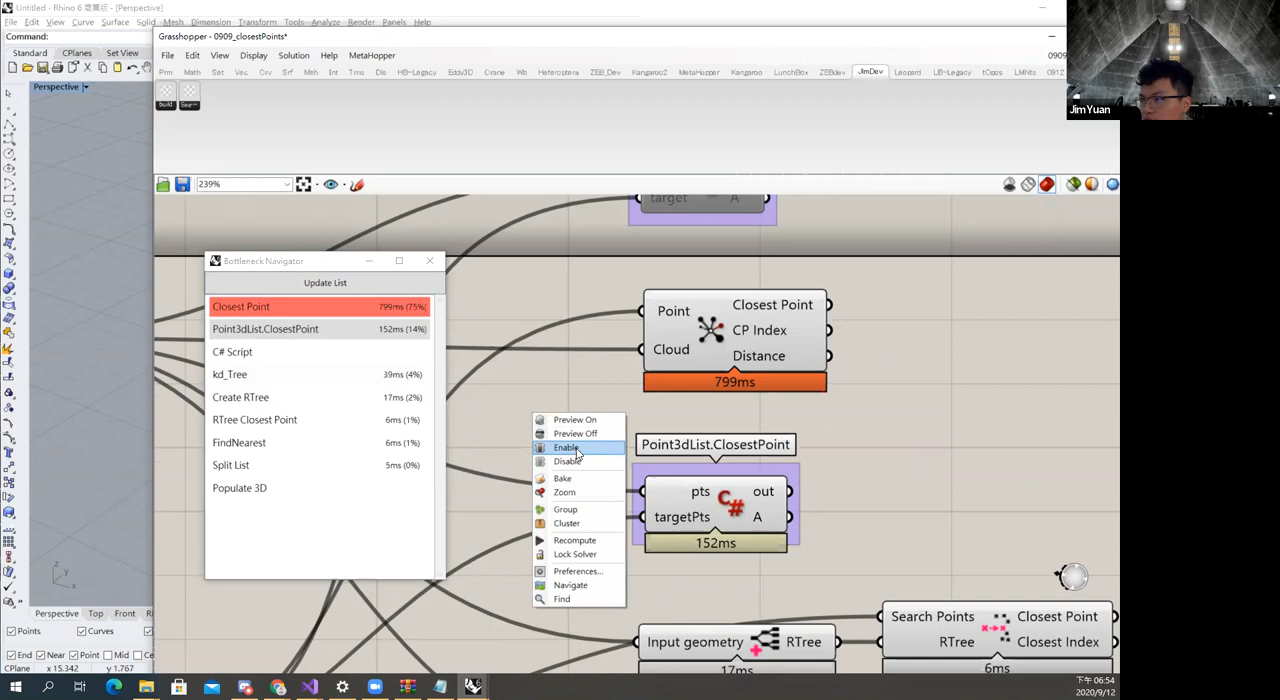 Untitled - Rhino 6 - [Perspective]
File Edit View Curve Surface Solid Mesh Dimension Transform Tools Analyze Render Panels Help
Command:
Standard CPlanes Set View
Perspective
Grasshopper - 0909_closestPoints*
File Edit View Display Solution Help MetaHopper 0909
Prm Math Set Vec Crv Srf Msh Int Trns Dis HB-Legacy Eddy3D Crane Wb Heteroptera ZEB_Dev Kangaroo2 MetaHopper Kangaroo LunchBox ZEBdev JimDev Leopard LB-Legacy tOpos LMNts 0912
build
239%
JimYuan
target A
Bottleneck Navigator
Update List
Closest Point 799ms (75%)
Point3dList.ClosestPoint 152ms (14%)
C# Script
kd_Tree 39ms (4%)
Create RTree 17ms (2%)
RTree Closest Point 6ms (1%)
FindNearest 6ms (1%)
Split List 5ms (0%)
Populate 3D
Point
Cloud
Closest Point
CP Index
Distance
799ms
Preview On
Preview Off
Enable
Disable
Bake
Zoom
Group
Cluster
Recompute
Lock Solver
Preferences...
Navigate
Find
Point3dList.ClosestPoint
pts C# out
targetPts A
152ms
Input geometry RTree
17ms
Search Points Closest Point
RTree Closest Index
6ms
z
y
x
Perspective Top Front
Points Curves
End Near Point Mid
CPlane x 15.342 y 1.767
下午 06:54
2020/9/12